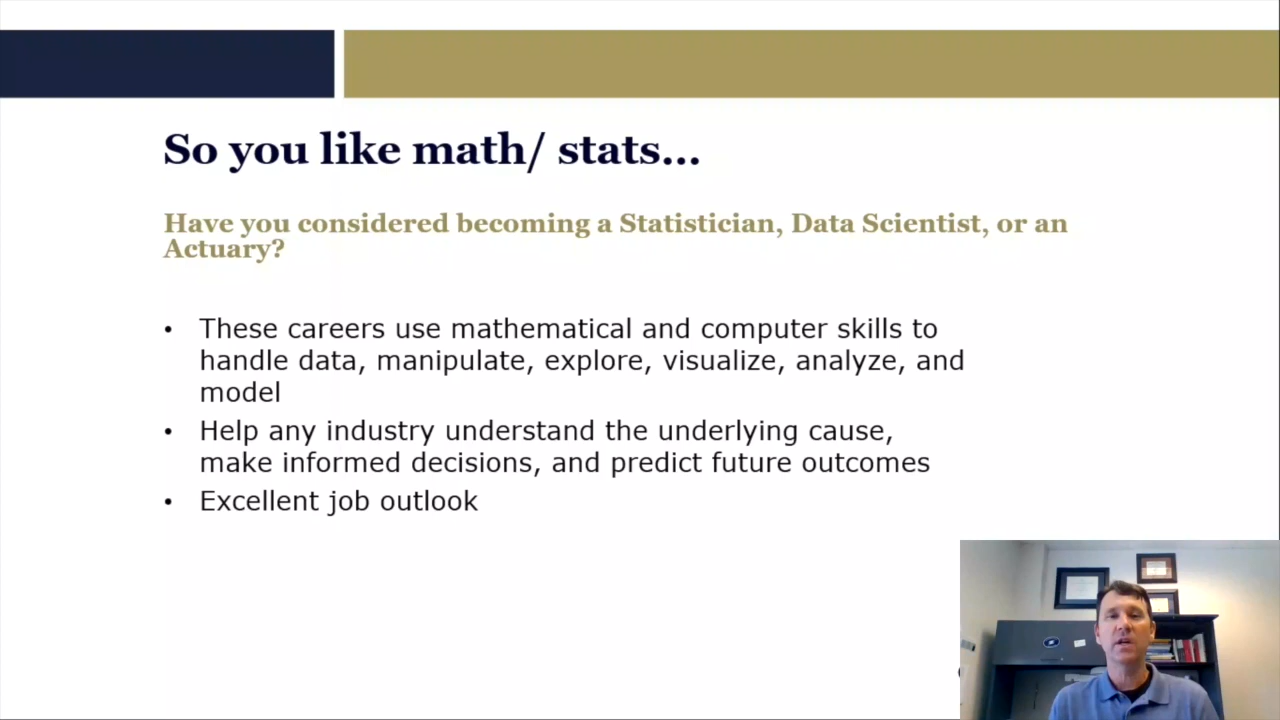 So you like math/ stats...
Have you considered becoming a Statistician, Data Scientist, or an
Actuary?
• These careers use mathematical and computer skills to
handle data, manipulate, explore, visualize, analyze, and
model
• Help any industry understand the underlying cause,
make informed decisions, and predict future outcomes
• Excellent job outlook